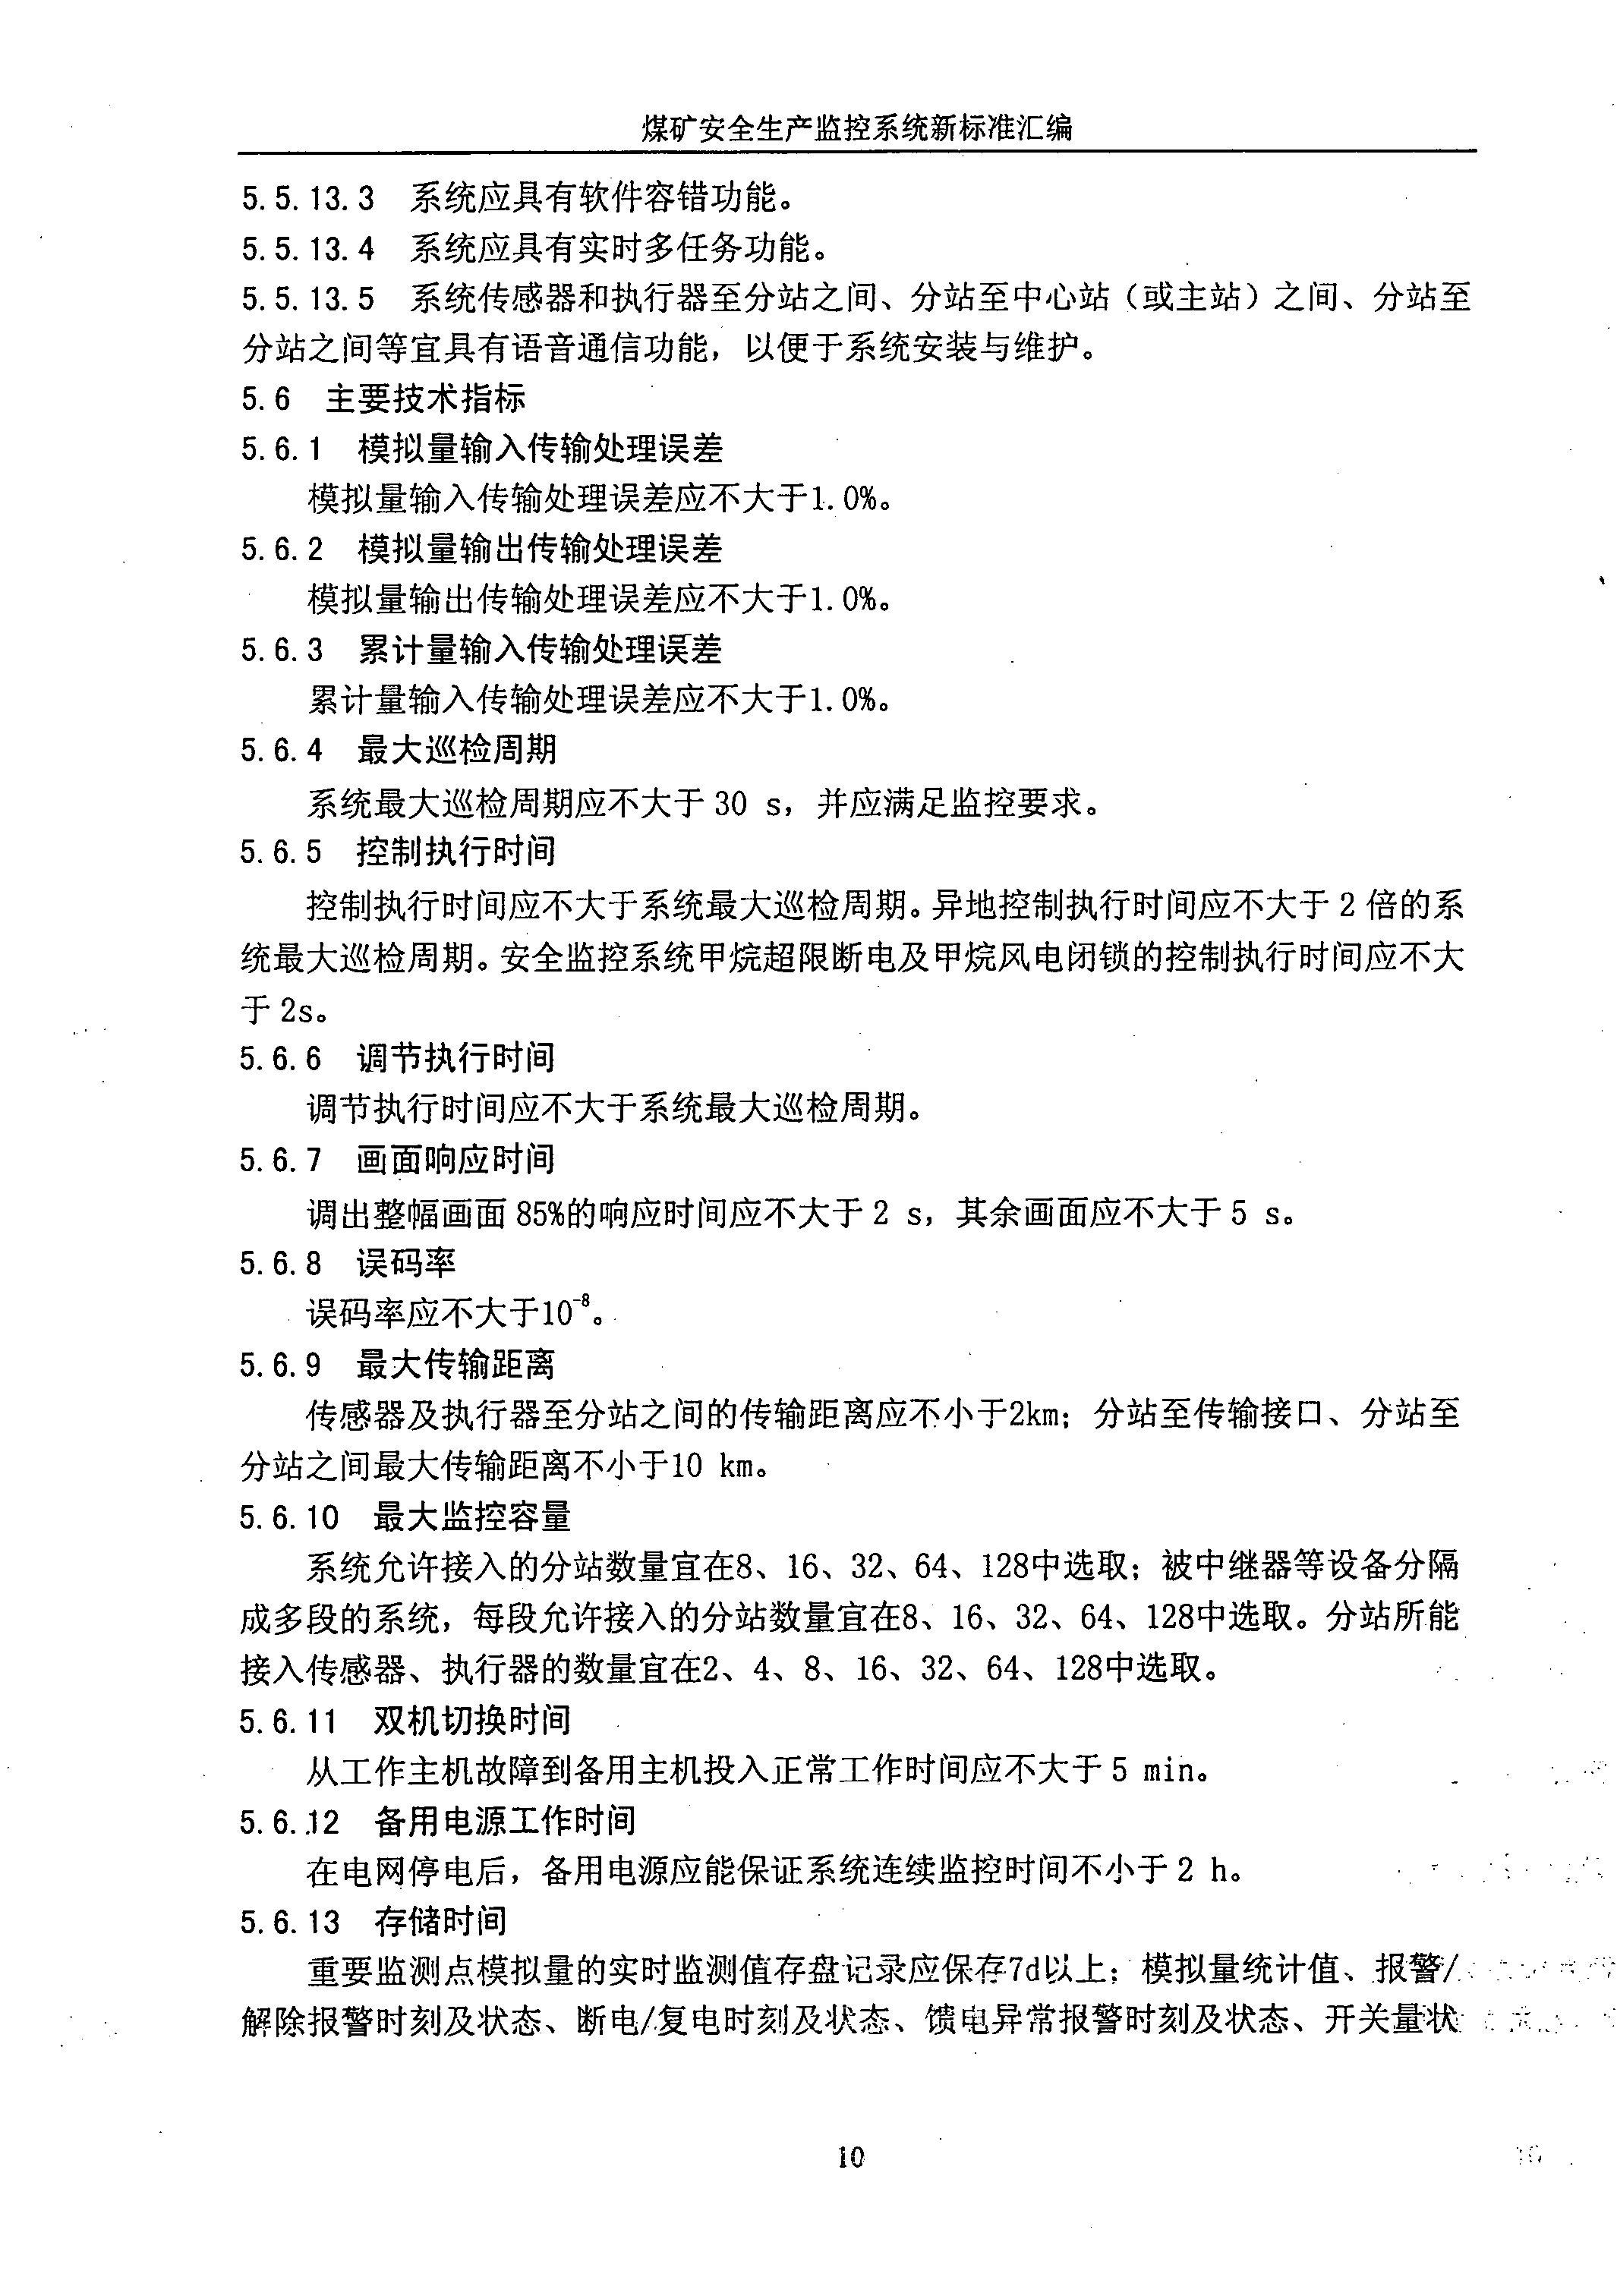 煤矿安全生产监控系统新标准汇编
5.5.13.3 系统应具有软件容错功能。
5.5.13.4 系统应具有实时多任务功能。
5.5.13.5 系统传感器和执行器至分站之间、分站至中心站（或主站）之间、分站至
分站之间等宜具有语音通信功能，以便于系统安装与维护。
5.6 主要技术指标
5.6.1 模拟量输入传输处理误差
模拟量输入传输处理误差应不大于1.0%。
5.6.2 模拟量输出传输处理误差
模拟量输出传输处理误差应不大于1.0%。
5.6.3 累计量输入传输处理误差
累计量输入传输处理误差应不大于1.0%。
5.6.4 最大巡检周期
系统最大巡检周期应不大于 30 s，并应满足监控要求。
5.6.5 控制执行时间
控制执行时间应不大于系统最大巡检周期。异地控制执行时间应不大于 2 倍的系
统最大巡检周期。安全监控系统甲烷超限断电及甲烷风电闭锁的控制执行时间应不大
于 2s。
5.6.6 调节执行时间
调节执行时间应不大于系统最大巡检周期。
5.6.7 画面响应时间
调出整幅画面 85%的响应时间应不大于 2 s，其余画面应不大于 5 s。
5.6.8 误码率
误码率应不大于10⁻⁸。
5.6.9 最大传输距离
传感器及执行器至分站之间的传输距离应不小于2km；分站至传输接口、分站至
分站之间最大传输距离不小于10 km。
5.6.10 最大监控容量
系统允许接入的分站数量宜在8、16、32、64、128中选取；被中继器等设备分隔
成多段的系统，每段允许接入的分站数量宜在8、16、32、64、128中选取。分站所能
接入传感器、执行器的数量宜在2、4、8、16、32、64、128中选取。
5.6.11 双机切换时间
从工作主机故障到备用主机投入正常工作时间应不大于 5 min。
5.6.12 备用电源工作时间
在电网停电后，备用电源应能保证系统连续监控时间不小于 2 h。
5.6.13 存储时间
重要监测点模拟量的实时监测值存盘记录应保存7d以上；模拟量统计值、报警/
解除报警时刻及状态、断电/复电时刻及状态、馈电异常报警时刻及状态、开关量状
10